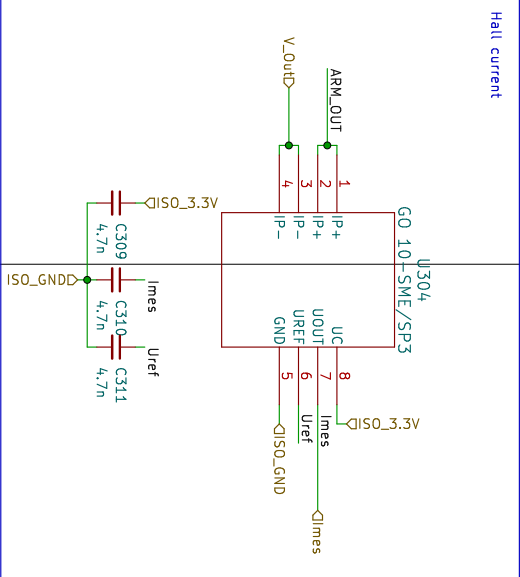 Hall current
V_Out
ARM_OUT
4
3
2
1
IP-
IP-
IP+
IP+
GO 10-SME/SP3
U304
GND
UREF
UOUT
UC
5
6
7
8
ISO_GND
Uref
Imes
ISO_3.3V
Imes
ISO_3.3V
C309
4.7n
ISO_GND
Imes
C310
4.7n
Uref
C311
4.7n